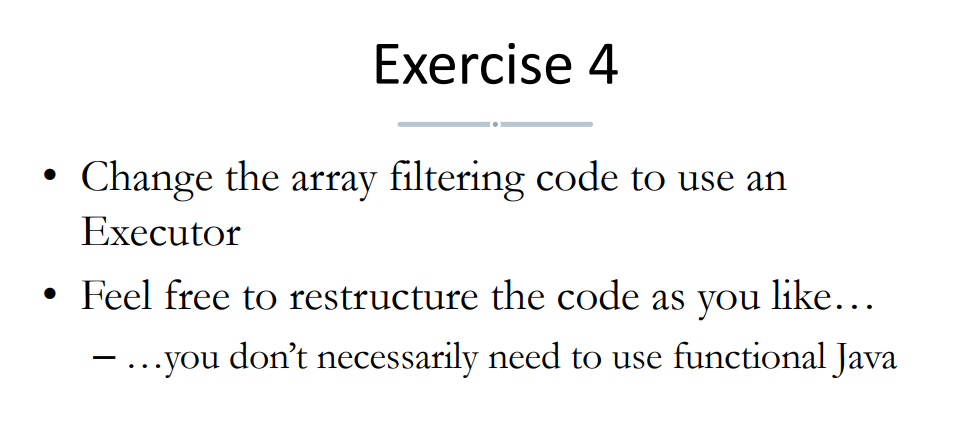 Exercise 4
• Change the array filtering code to use an
Executor
• Feel free to restructure the code as you like…
– …you don’t necessarily need to use functional Java